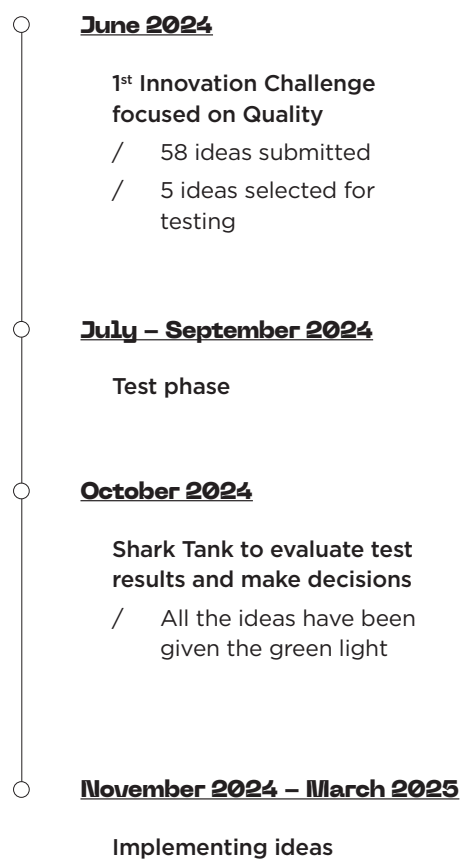 June 2024
1st Innovation Challenge
focused on Quality
/ 58 ideas submitted
/ 5 ideas selected for
testing
July – September 2024
Test phase
October 2024
Shark Tank to evaluate test
results and make decisions
/ All the ideas have been
given the green light
November 2024 – March 2025
Implementing ideas